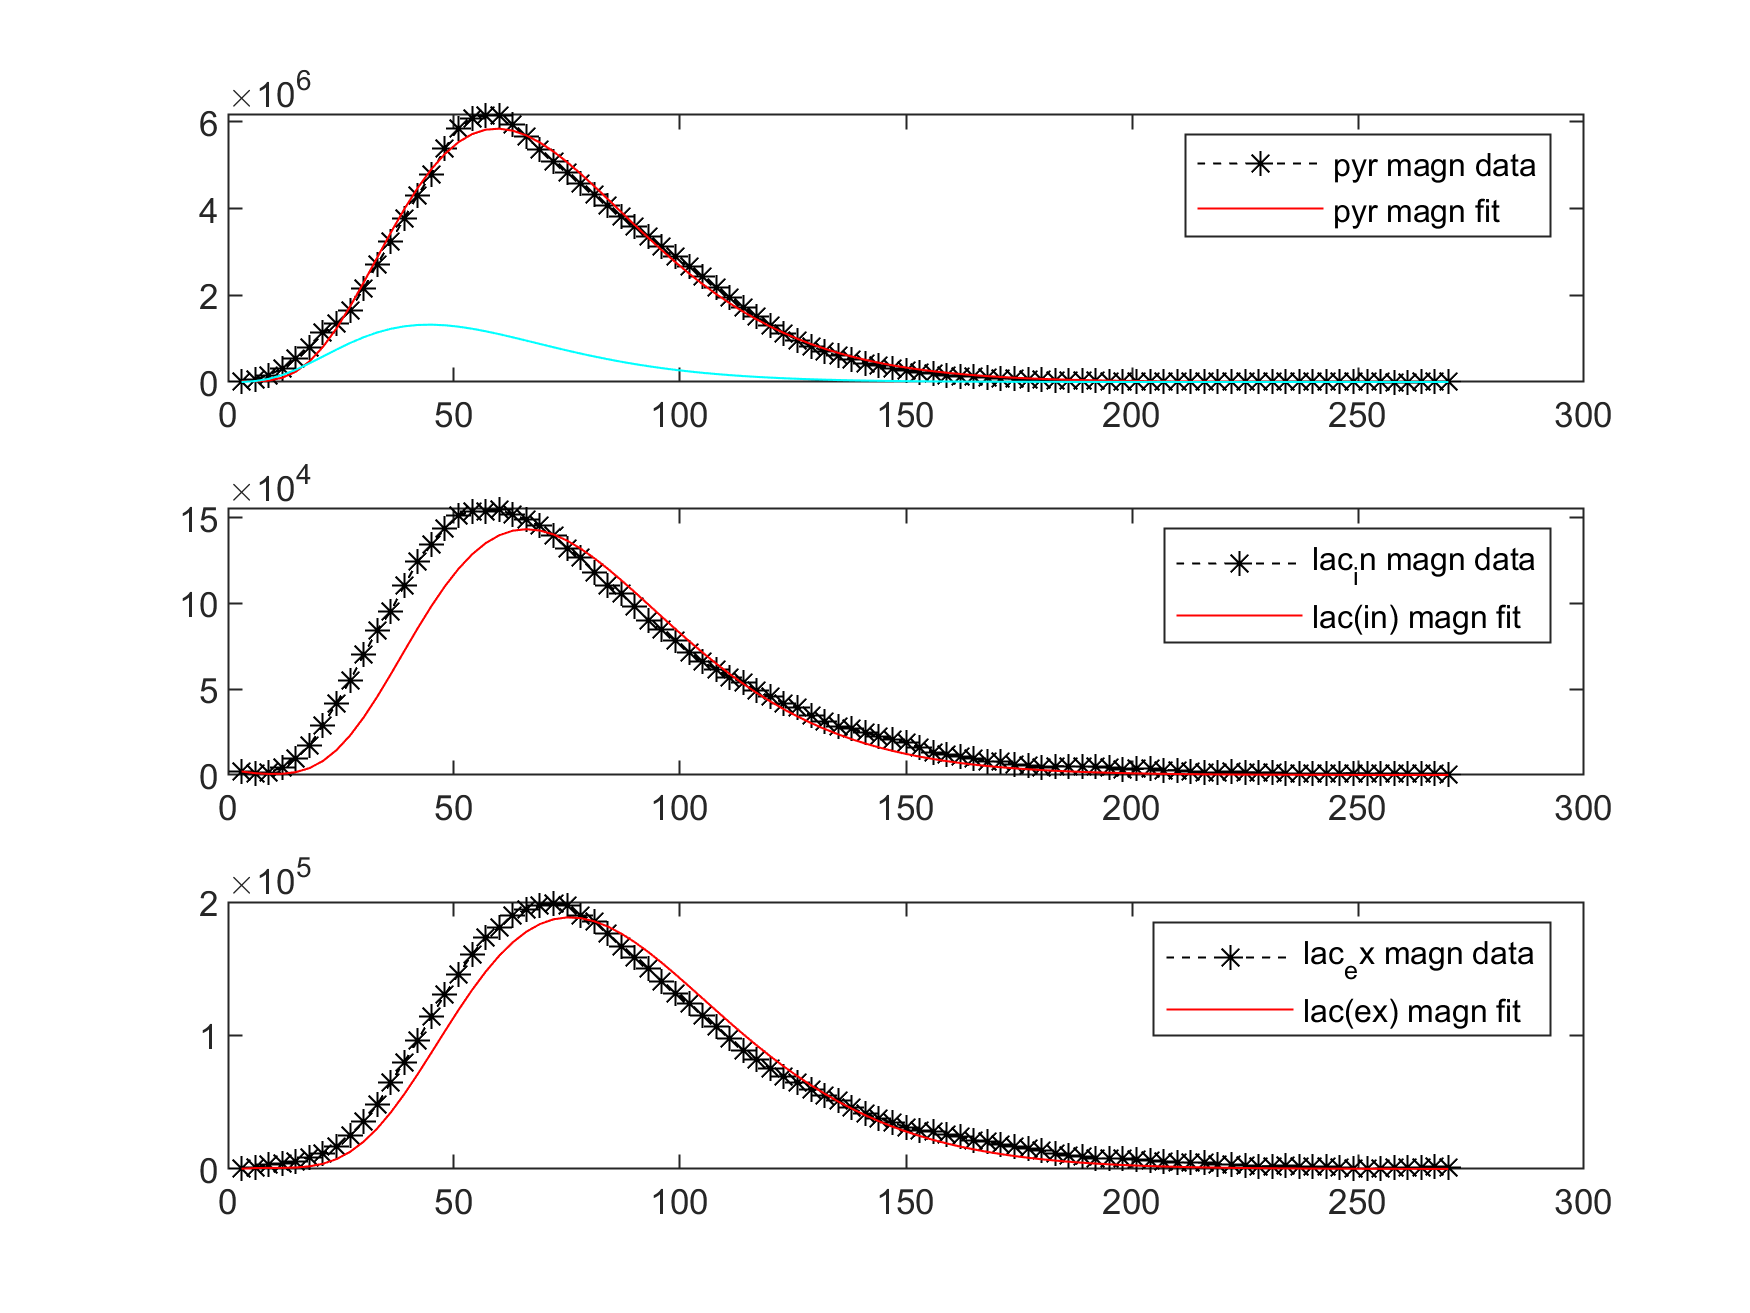 ×10^6
6
4
2
0
0 50 100 150 200 250 300
pyr magn data
pyr magn fit
×10^4
15
10
5
0
0 50 100 150 200 250 300
lac_in magn data
lac(in) magn fit
×10^5
2
1
0
0 50 100 150 200 250 300
lac_ex magn data
lac(ex) magn fit